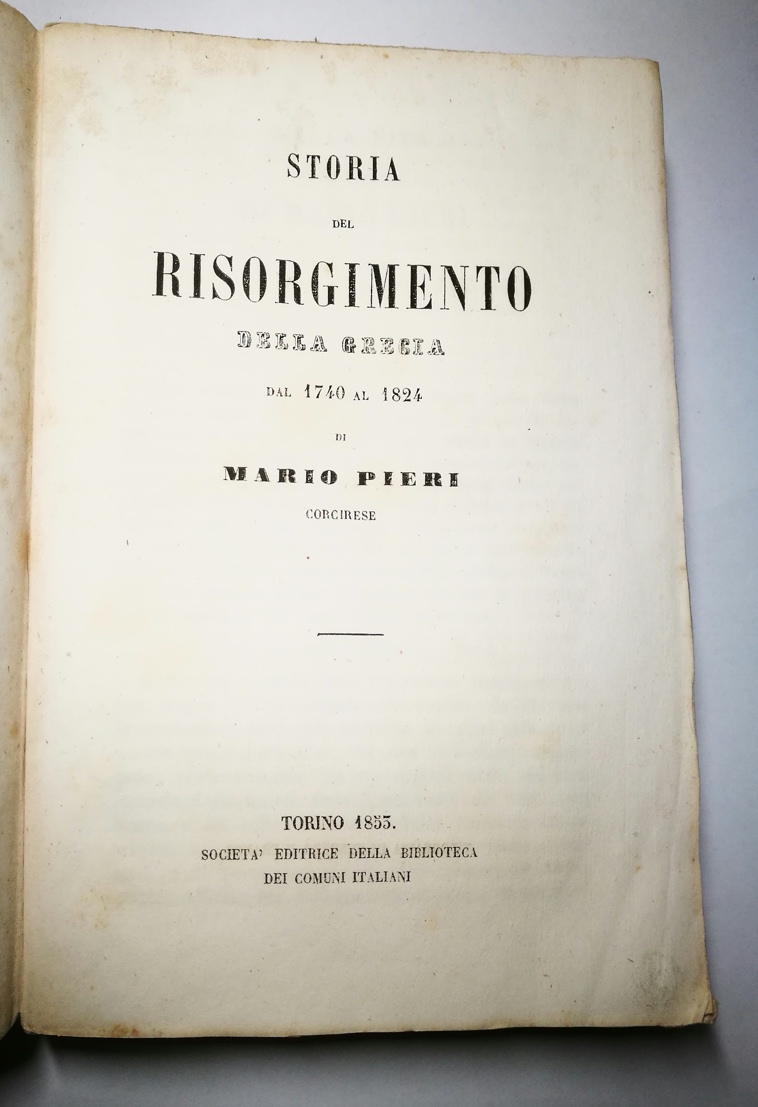 STORIA
DEL
RISORGIMENTO
DELLA GRECIA
DAL 1740 AL 1824
DI
MARIO PIERI
CORCIRESE
TORINO 1853.
SOCIETA' EDITRICE DELLA BIBLIOTECA
DEI COMUNI ITALIANI